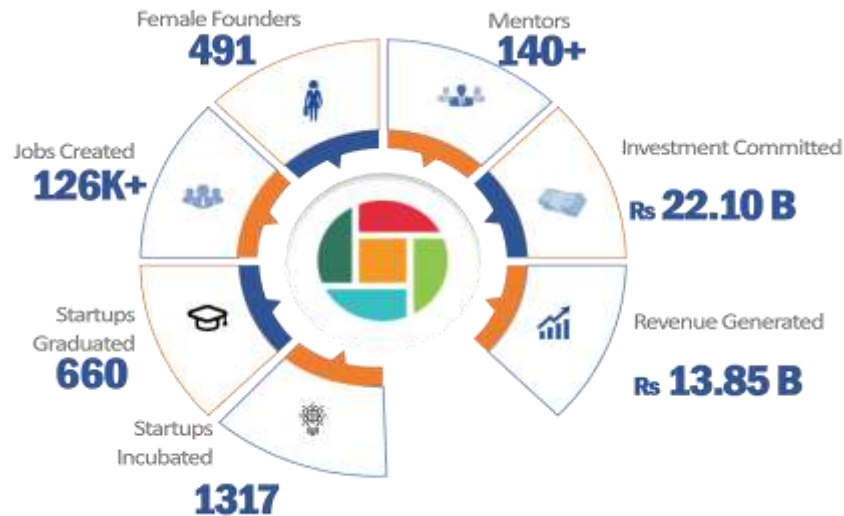 Female Founders
491
Mentors
140+
Jobs Created
126K+
Investment Committed
Rs 22.10 B
Startups
Graduated
660
Revenue Generated
Rs 13.85 B
Startups
Incubated
1317